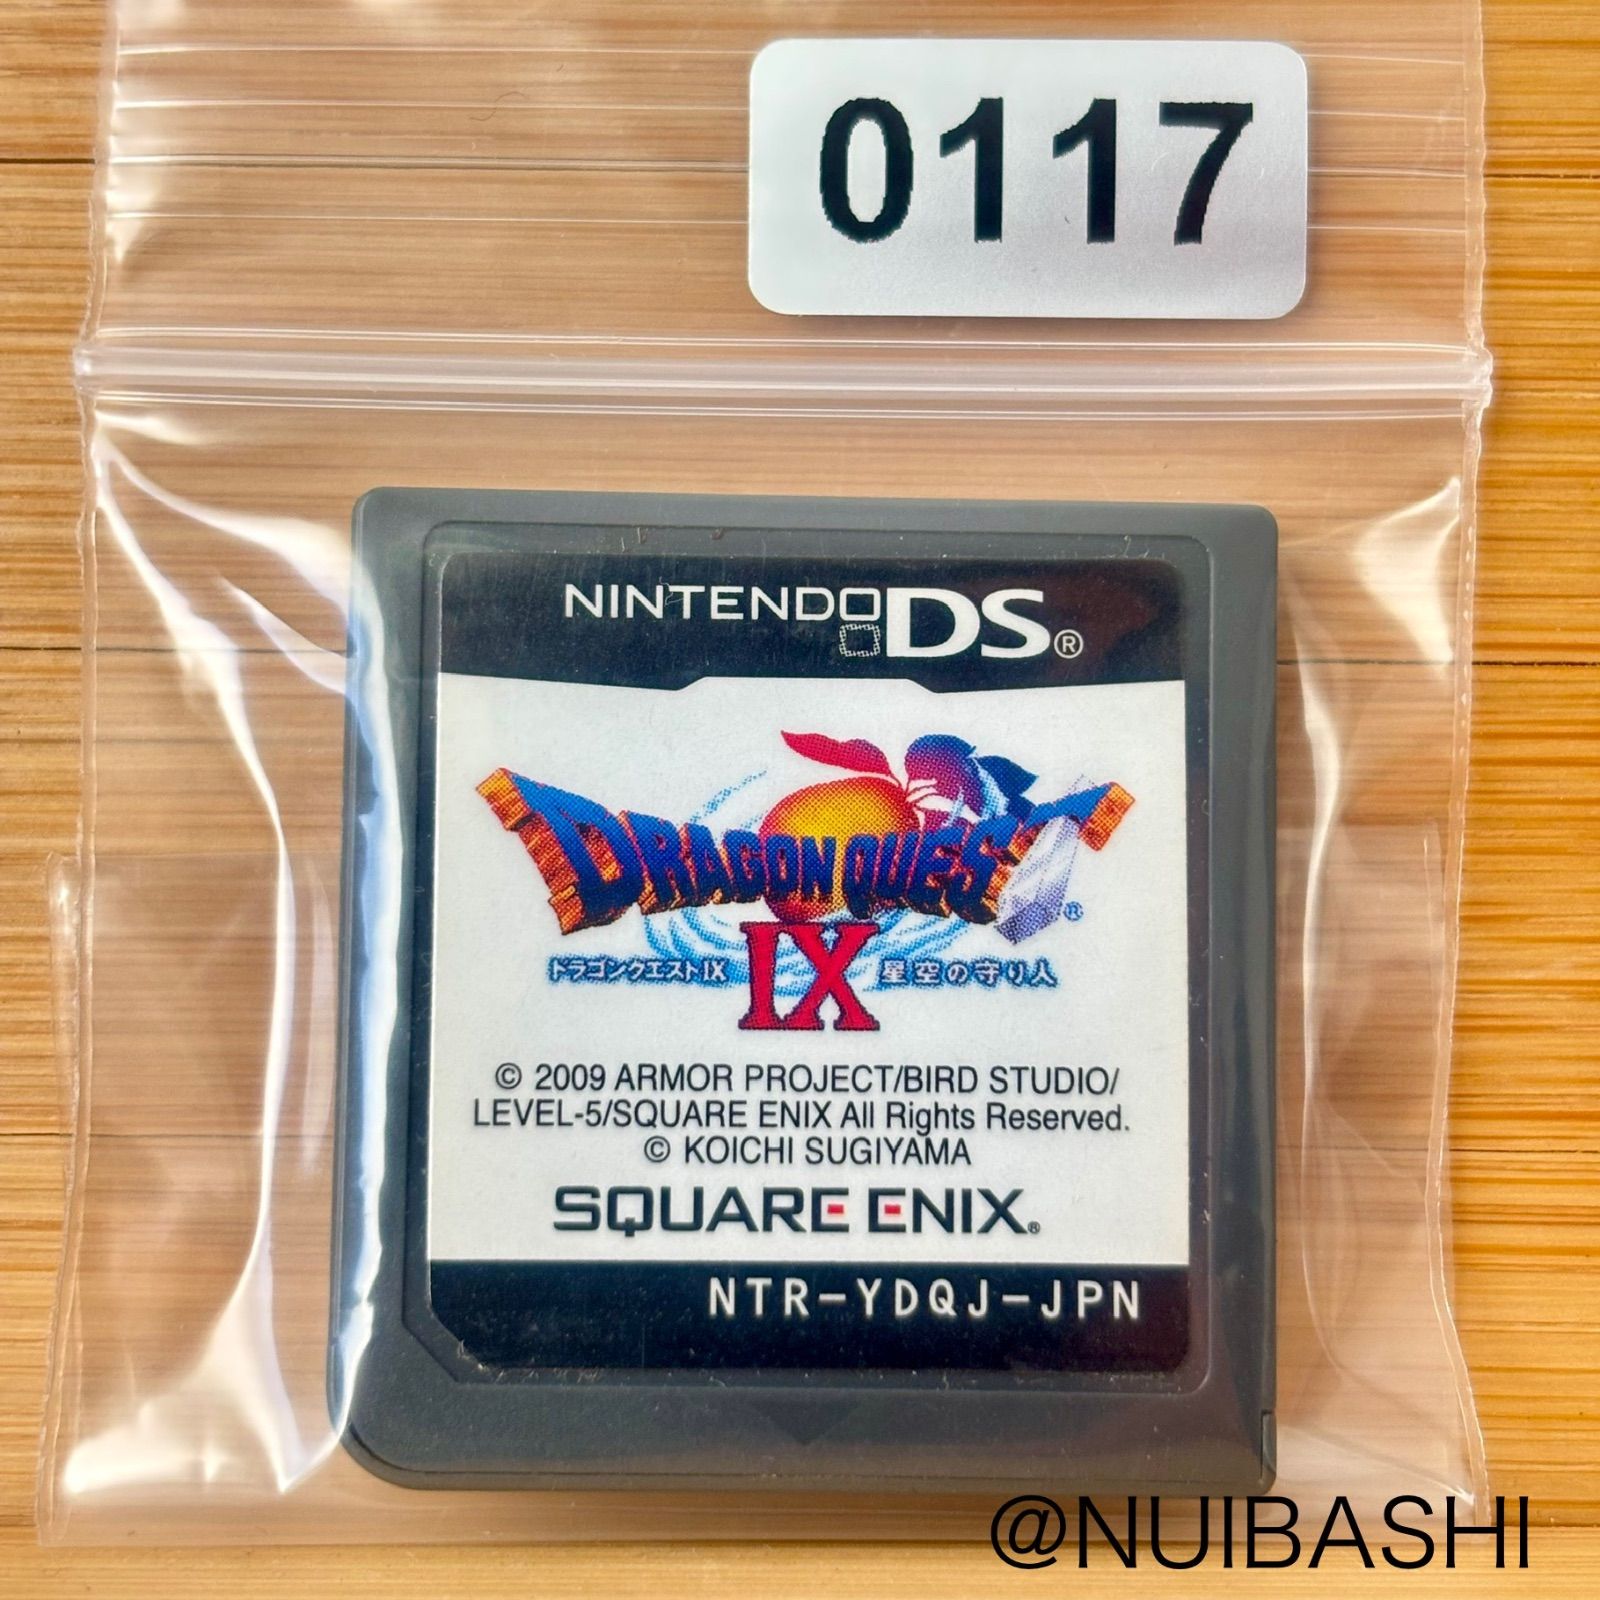 0117
NINTENDO DS®
DRAGON QUEST®
ドラゴンクエストIX IX 星空の守り人
© 2009 ARMOR PROJECT/BIRD STUDIO/
LEVEL-5/SQUARE ENIX All Rights Reserved.
© KOICHI SUGIYAMA
SQUARE ENIX®
NTR-YDQJ-JPN
@NUIBASHI